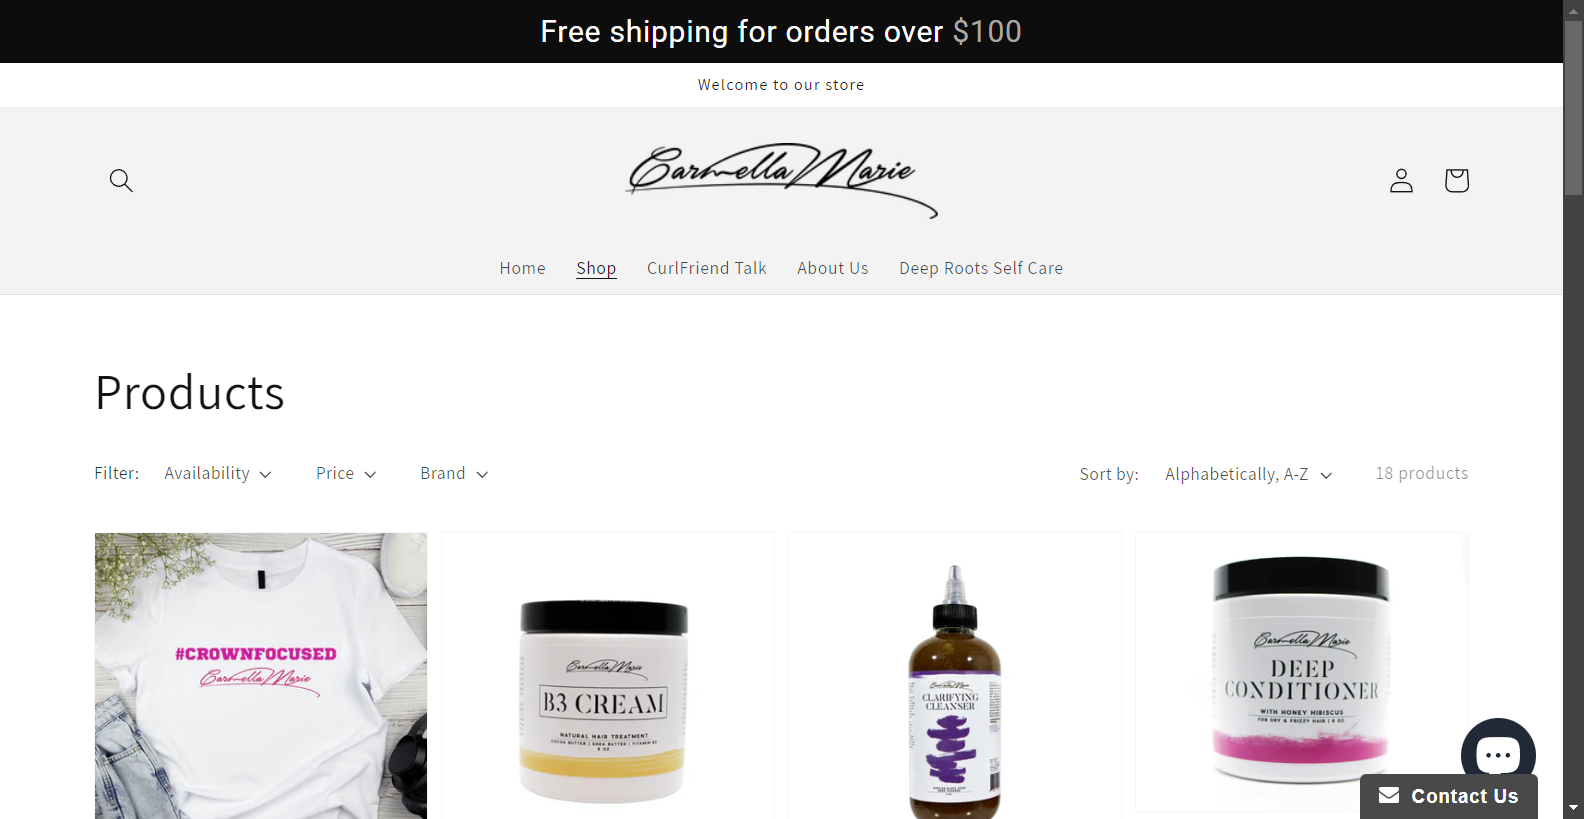 Free shipping for orders over $100
Welcome to our store
Carmella Marie
Home Shop CurlFriend Talk About Us Deep Roots Self Care
Products
Filter: Availability Price Brand Sort by: Alphabetically, A-Z 18 products
#CROWNFOCUSED
Carmella Marie
Carmella Marie
B3 CREAM
NATURAL HAIR TREATMENT
COCOA BUTTER | SHEA BUTTER | VITAMIN B3
8 OZ
Carmella Marie
CLARIFYING
CLEANSER
Carmella Marie
DEEP
CONDITIONER
WITH HONEY HIBISCUS
FOR DRY & FRIZZY HAIR | 8 OZ.
Contact Us